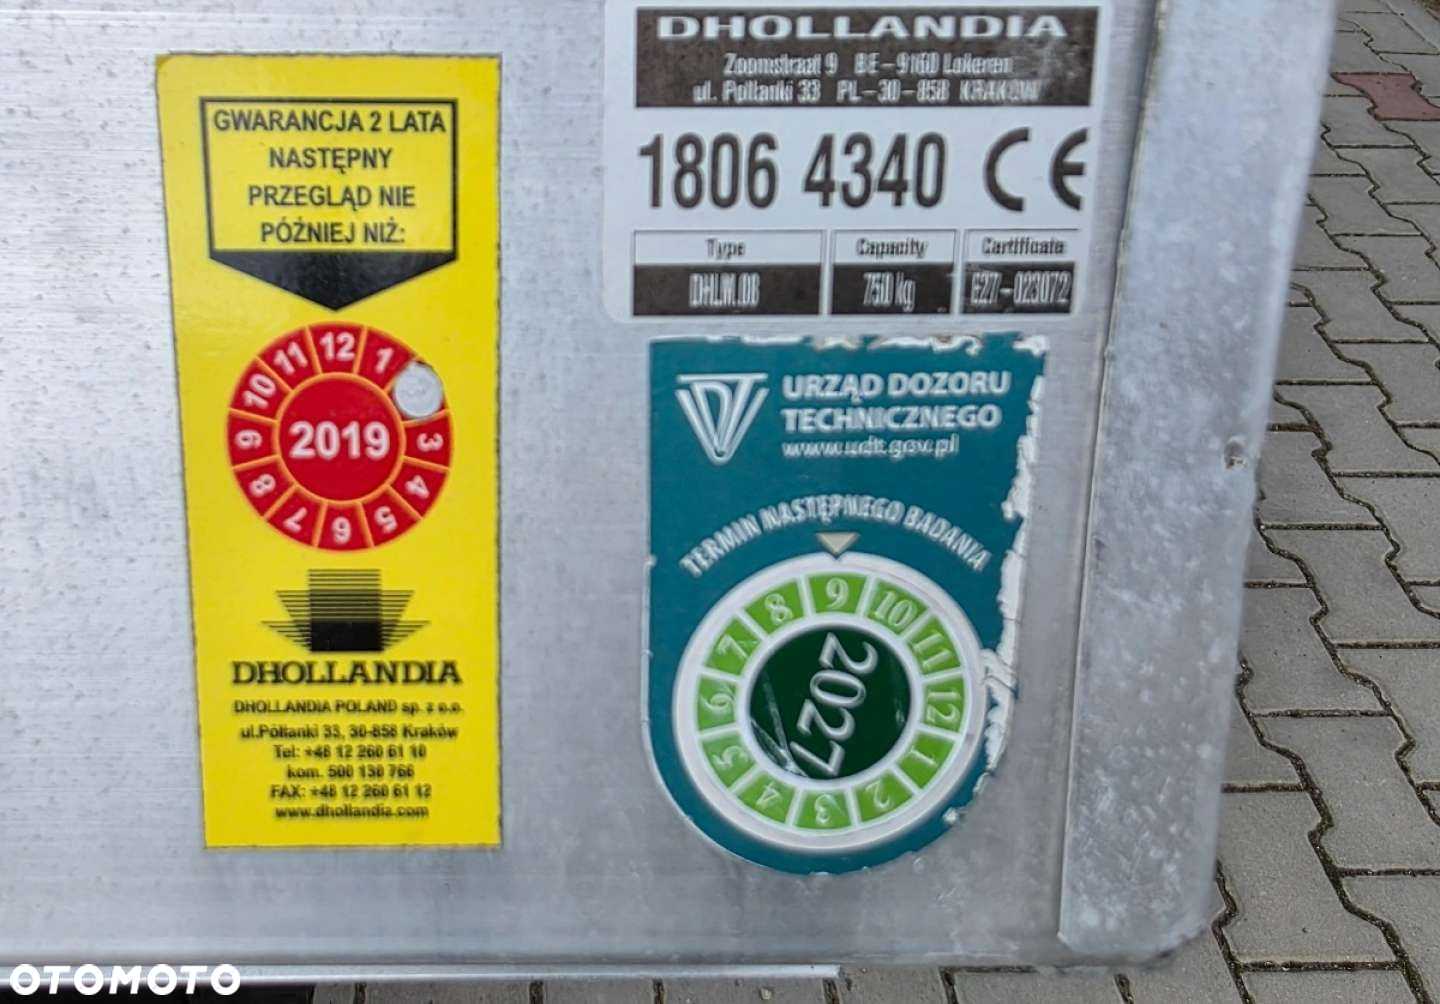 GWARANCJA 2 LATA
NASTĘPNY
PRZEGLĄD NIE
PÓŹNIEJ NIŻ:
12 1 3 4 5 6 7 8 9 10 11
2019
DHOLLANDIA
DHOLLANDIA POLAND sp. z o.o.
ul.Półłanki 33, 30-858 Kraków
Tel: +48 12 260 61 10
kom. 500 130 766
FAX: +48 12 260 61 12
www.dhollandia.com
DHOLLANDIA
Zoomstraat 9 BE-9160 Lokeren
ul. Półłanki 33 PL-30-858 KRAKÓW
1806 4340 CE
Type Capacity Certificate
DHLM.08 750 kg E27-023072
UDT URZĄD DOZORU
TECHNICZNEGO
www.udt.gov.pl
TERMIN NASTĘPNEGO BADANIA
9 10 11 12 1 2 3 4 5 6 7 8
2027
OTOMOTO